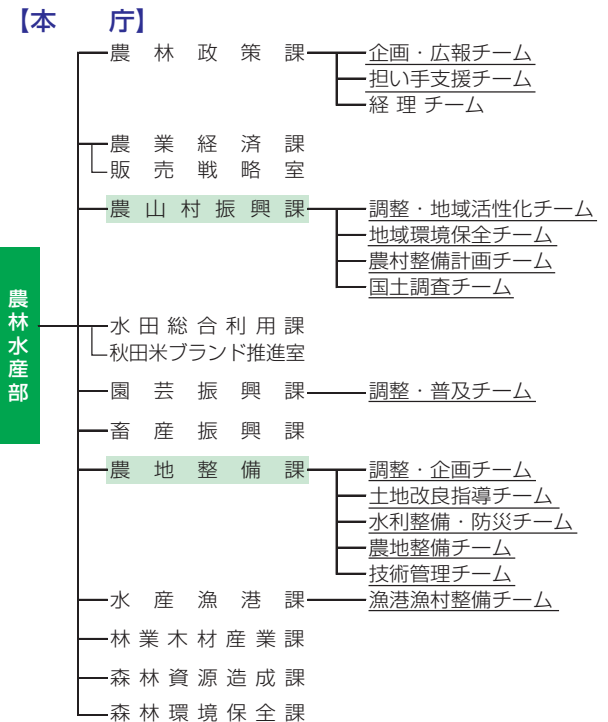 【本　庁】
農林水産部
農林政策課
企画・広報チーム
担い手支援チーム
経理チーム
農業経済課
販売戦略室
農山村振興課
調整・地域活性化チーム
地域環境保全チーム
農村整備計画チーム
国土調査チーム
水田総合利用課
秋田米ブランド推進室
園芸振興課
調整・普及チーム
畜産振興課
農地整備課
調整・企画チーム
土地改良指導チーム
水利整備・防災チーム
農地整備チーム
技術管理チーム
水産漁港課
漁港漁村整備チーム
林業木材産業課
森林資源造成課
森林環境保全課